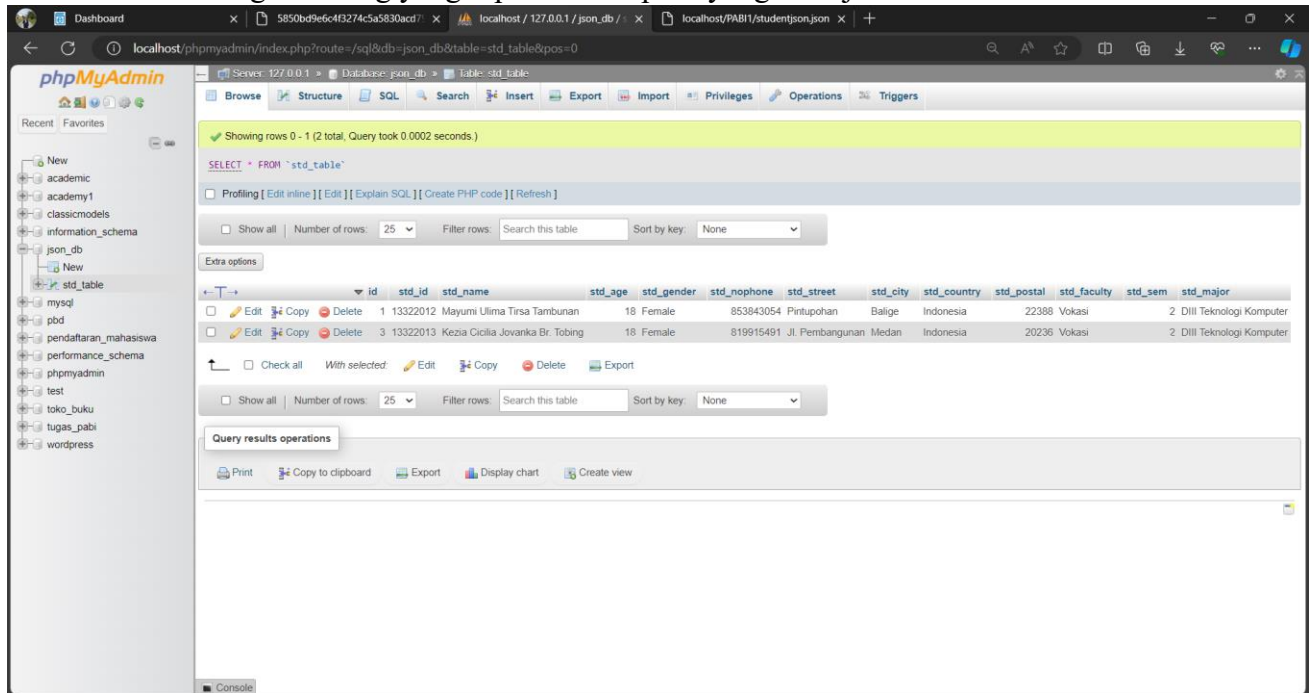 Dashboard
5850bd9e6c4f3274c5a5830acd7
localhost / 127.0.0.1 / json_db / s
localhost/PABI1/studentjson.json
localhost/phpmyadmin/index.php?route=/sql&db=json_db&table=std_table&pos=0
phpMyAdmin
Recent Favorites
New
academic
academy1
classicmodels
information_schema
json_db
New
std_table
mysql
pbd
pendaftaran_mahasiswa
performance_schema
phpmyadmin
test
toko_buku
tugas_pabi
wordpress
Server: 127.0.0.1 » Database: json_db » Table: std_table
Browse Structure SQL Search Insert Export Import Privileges Operations Triggers
Showing rows 0 - 1 (2 total, Query took 0.0002 seconds.)
SELECT * FROM `std_table`
Profiling [ Edit inline ] [ Edit ] [ Explain SQL ] [ Create PHP code ] [ Refresh ]
Show all | Number of rows: 25 Filter rows: Search this table Sort by key: None
Extra options
id std_id std_name std_age std_gender std_nophone std_street std_city std_country std_postal std_faculty std_sem std_major
Edit Copy Delete 1 13322012 Mayumi Ulima Tirsa Tambunan 18 Female 853843054 Pintupohan Balige Indonesia 22388 Vokasi 2 DIII Teknologi Komputer
Edit Copy Delete 3 13322013 Kezia Cicilia Jovanka Br. Tobing 18 Female 819915491 Jl. Pembangunan Medan Indonesia 20236 Vokasi 2 DIII Teknologi Komputer
Check all With selected: Edit Copy Delete Export
Show all | Number of rows: 25 Filter rows: Search this table Sort by key: None
Query results operations
Print Copy to clipboard Export Display chart Create view
Console